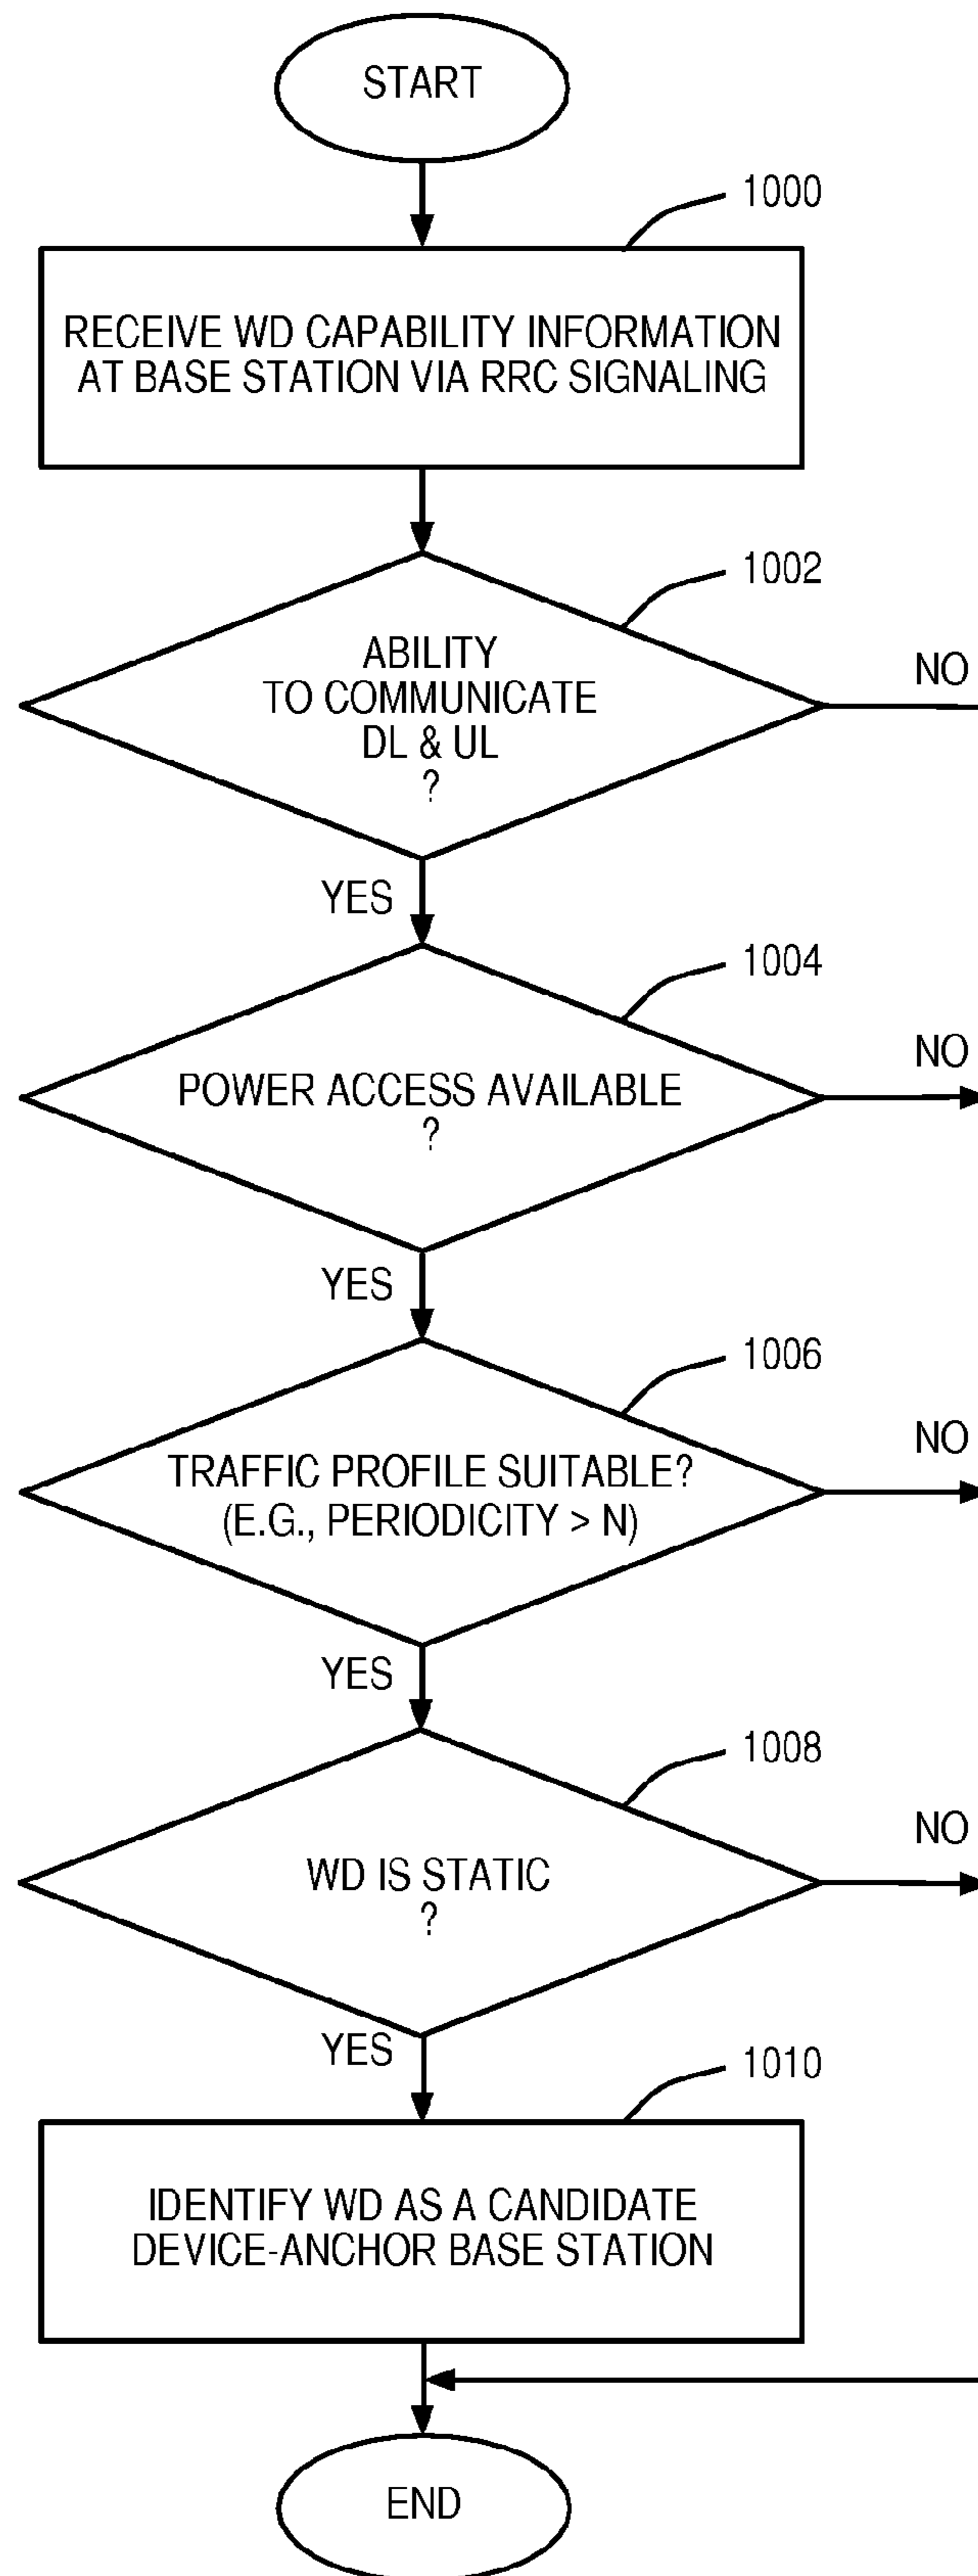 START
1000
RECEIVE WD CAPABILITY INFORMATION
AT BASE STATION VIA RRC SIGNALING
1002
ABILITY
TO COMMUNICATE
DL & UL
?
NO
YES
1004
POWER ACCESS AVAILABLE
?
NO
YES
1006
TRAFFIC PROFILE SUITABLE?
(E.G., PERIODICITY > N)
NO
YES
1008
WD IS STATIC
?
NO
YES
1010
IDENTIFY WD AS A CANDIDATE
DEVICE-ANCHOR BASE STATION
END